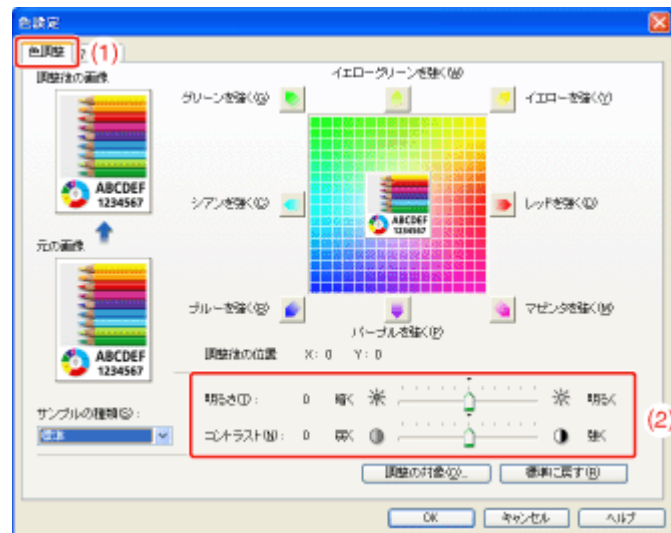 色設定
色調整
(1)
調整後の画像
ABCDEF
1234567
元の画像
ABCDEF
1234567
サンプルの種類(S):
標準
イエローグリーンを強く(W)
グリーンを強く(G)
イエローを強く(Y)
シアンを強く(C)
ABCDEF
1234567
レッドを強く(D)
ブルーを強く(B)
マゼンタを強く(M)
パープルを強く(P)
調整後の位置 X: 0 Y: 0
明るさ(T): 0 暗く 明るく
コントラスト(N): 0 弱く 強く
(2)
調整の対象(O)...
標準に戻す(R)
OK キャンセル ヘルプ